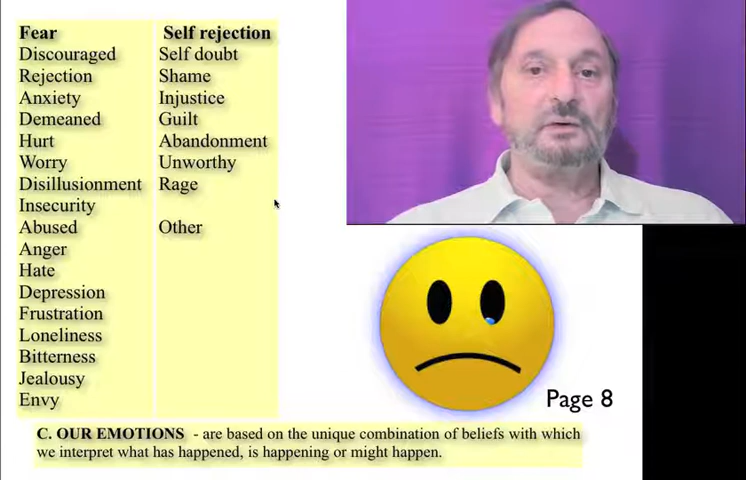 Fear
Discouraged
Rejection
Anxiety
Demeaned
Hurt
Worry
Disillusionment
Insecurity
Abused
Anger
Hate
Depression
Frustration
Loneliness
Bitterness
Jealousy
Envy
Self rejection
Self doubt
Shame
Injustice
Guilt
Abandonment
Unworthy
Rage
Other
Page 8
C. OUR EMOTIONS - are based on the unique combination of beliefs with which
we interpret what has happened, is happening or might happen.